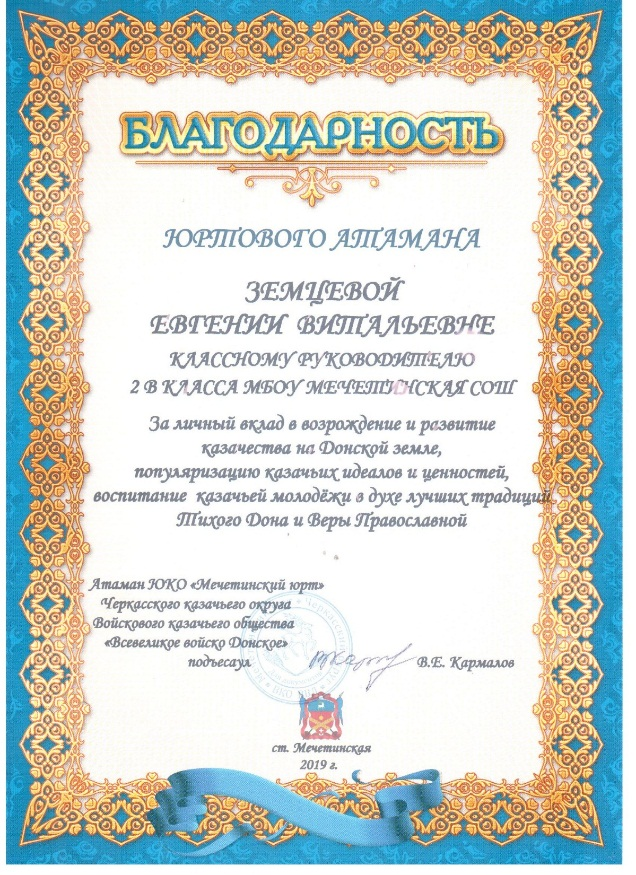 БЛАГОДАРНОСТЬ
ЮРТОВОГО АТАМАНА
ЗЕМЦЕВОЙ
ЕВГЕНИИ ВИТАЛЬЕВНЕ
КЛАССНОМУ РУКОВОДИТЕЛЮ
2 В КЛАССА МБОУ МЕЧЕТИНСКАЯ СОШ
За личный вклад в возрождение и развитие
казачества на Донской земле,
популяризацию казачьих идеалов и ценностей,
воспитание казачьей молодёжи в духе лучших традиций
Тихого Дона и Веры Православной
Атаман ЮКО «Мечетинский юрт»
Черкасского казачьего округа
Войскового казачьего общества
«Всевеликое войско Донское»
подъесаул В.Е. Кармалов
ст. Мечетинская
2019 г.